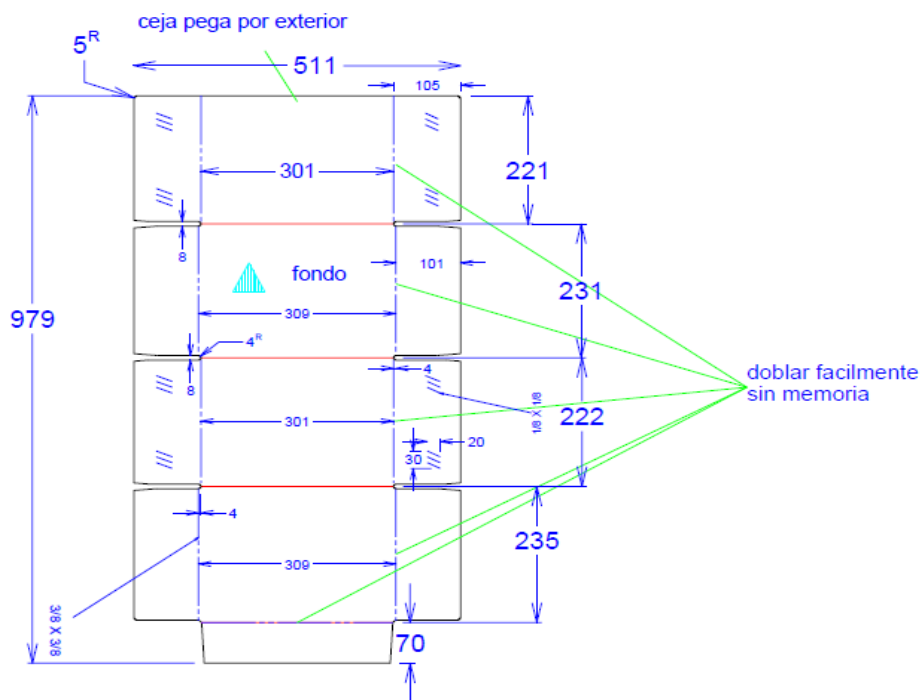 ceja pega por exterior
5R
511
105
301
221
8
fondo
101
309
231
979
4R
8
4
doblar facilmente
sin memoria
1/8 X 1/8
301
222
20
30
4
235
309
3/8 X 3/8
70